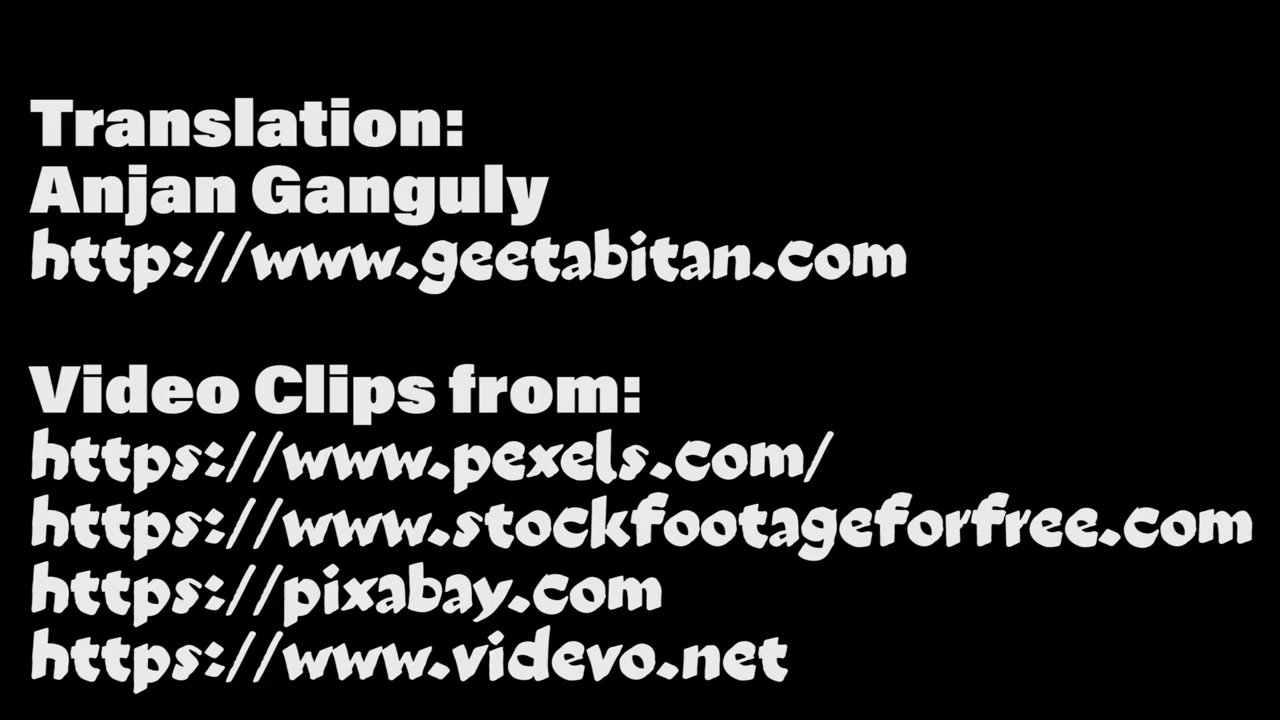 Translation:
Anjan Ganguly
http://www.geetabitan.com
Video Clips from:
https://www.pexels.com/
https://www.stockfootageforfree.com
https://pixabay.com
https://www.videvo.net